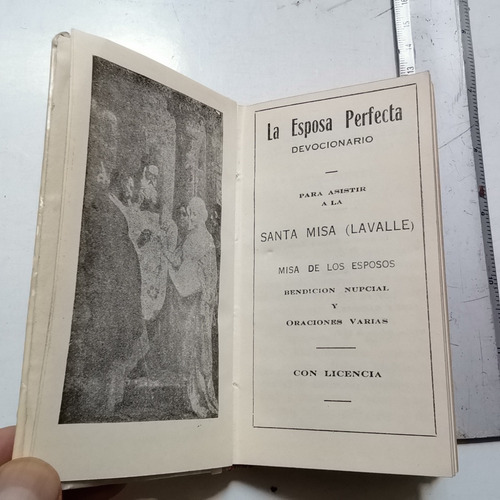 La Esposa Perfecta
DEVOCIONARIO
PARA ASISTIR
A LA
SANTA MISA (LAVALLE)
MISA DE LOS ESPOSOS
BENDICION NUPCIAL
Y
ORACIONES VARIAS
CON LICENCIA